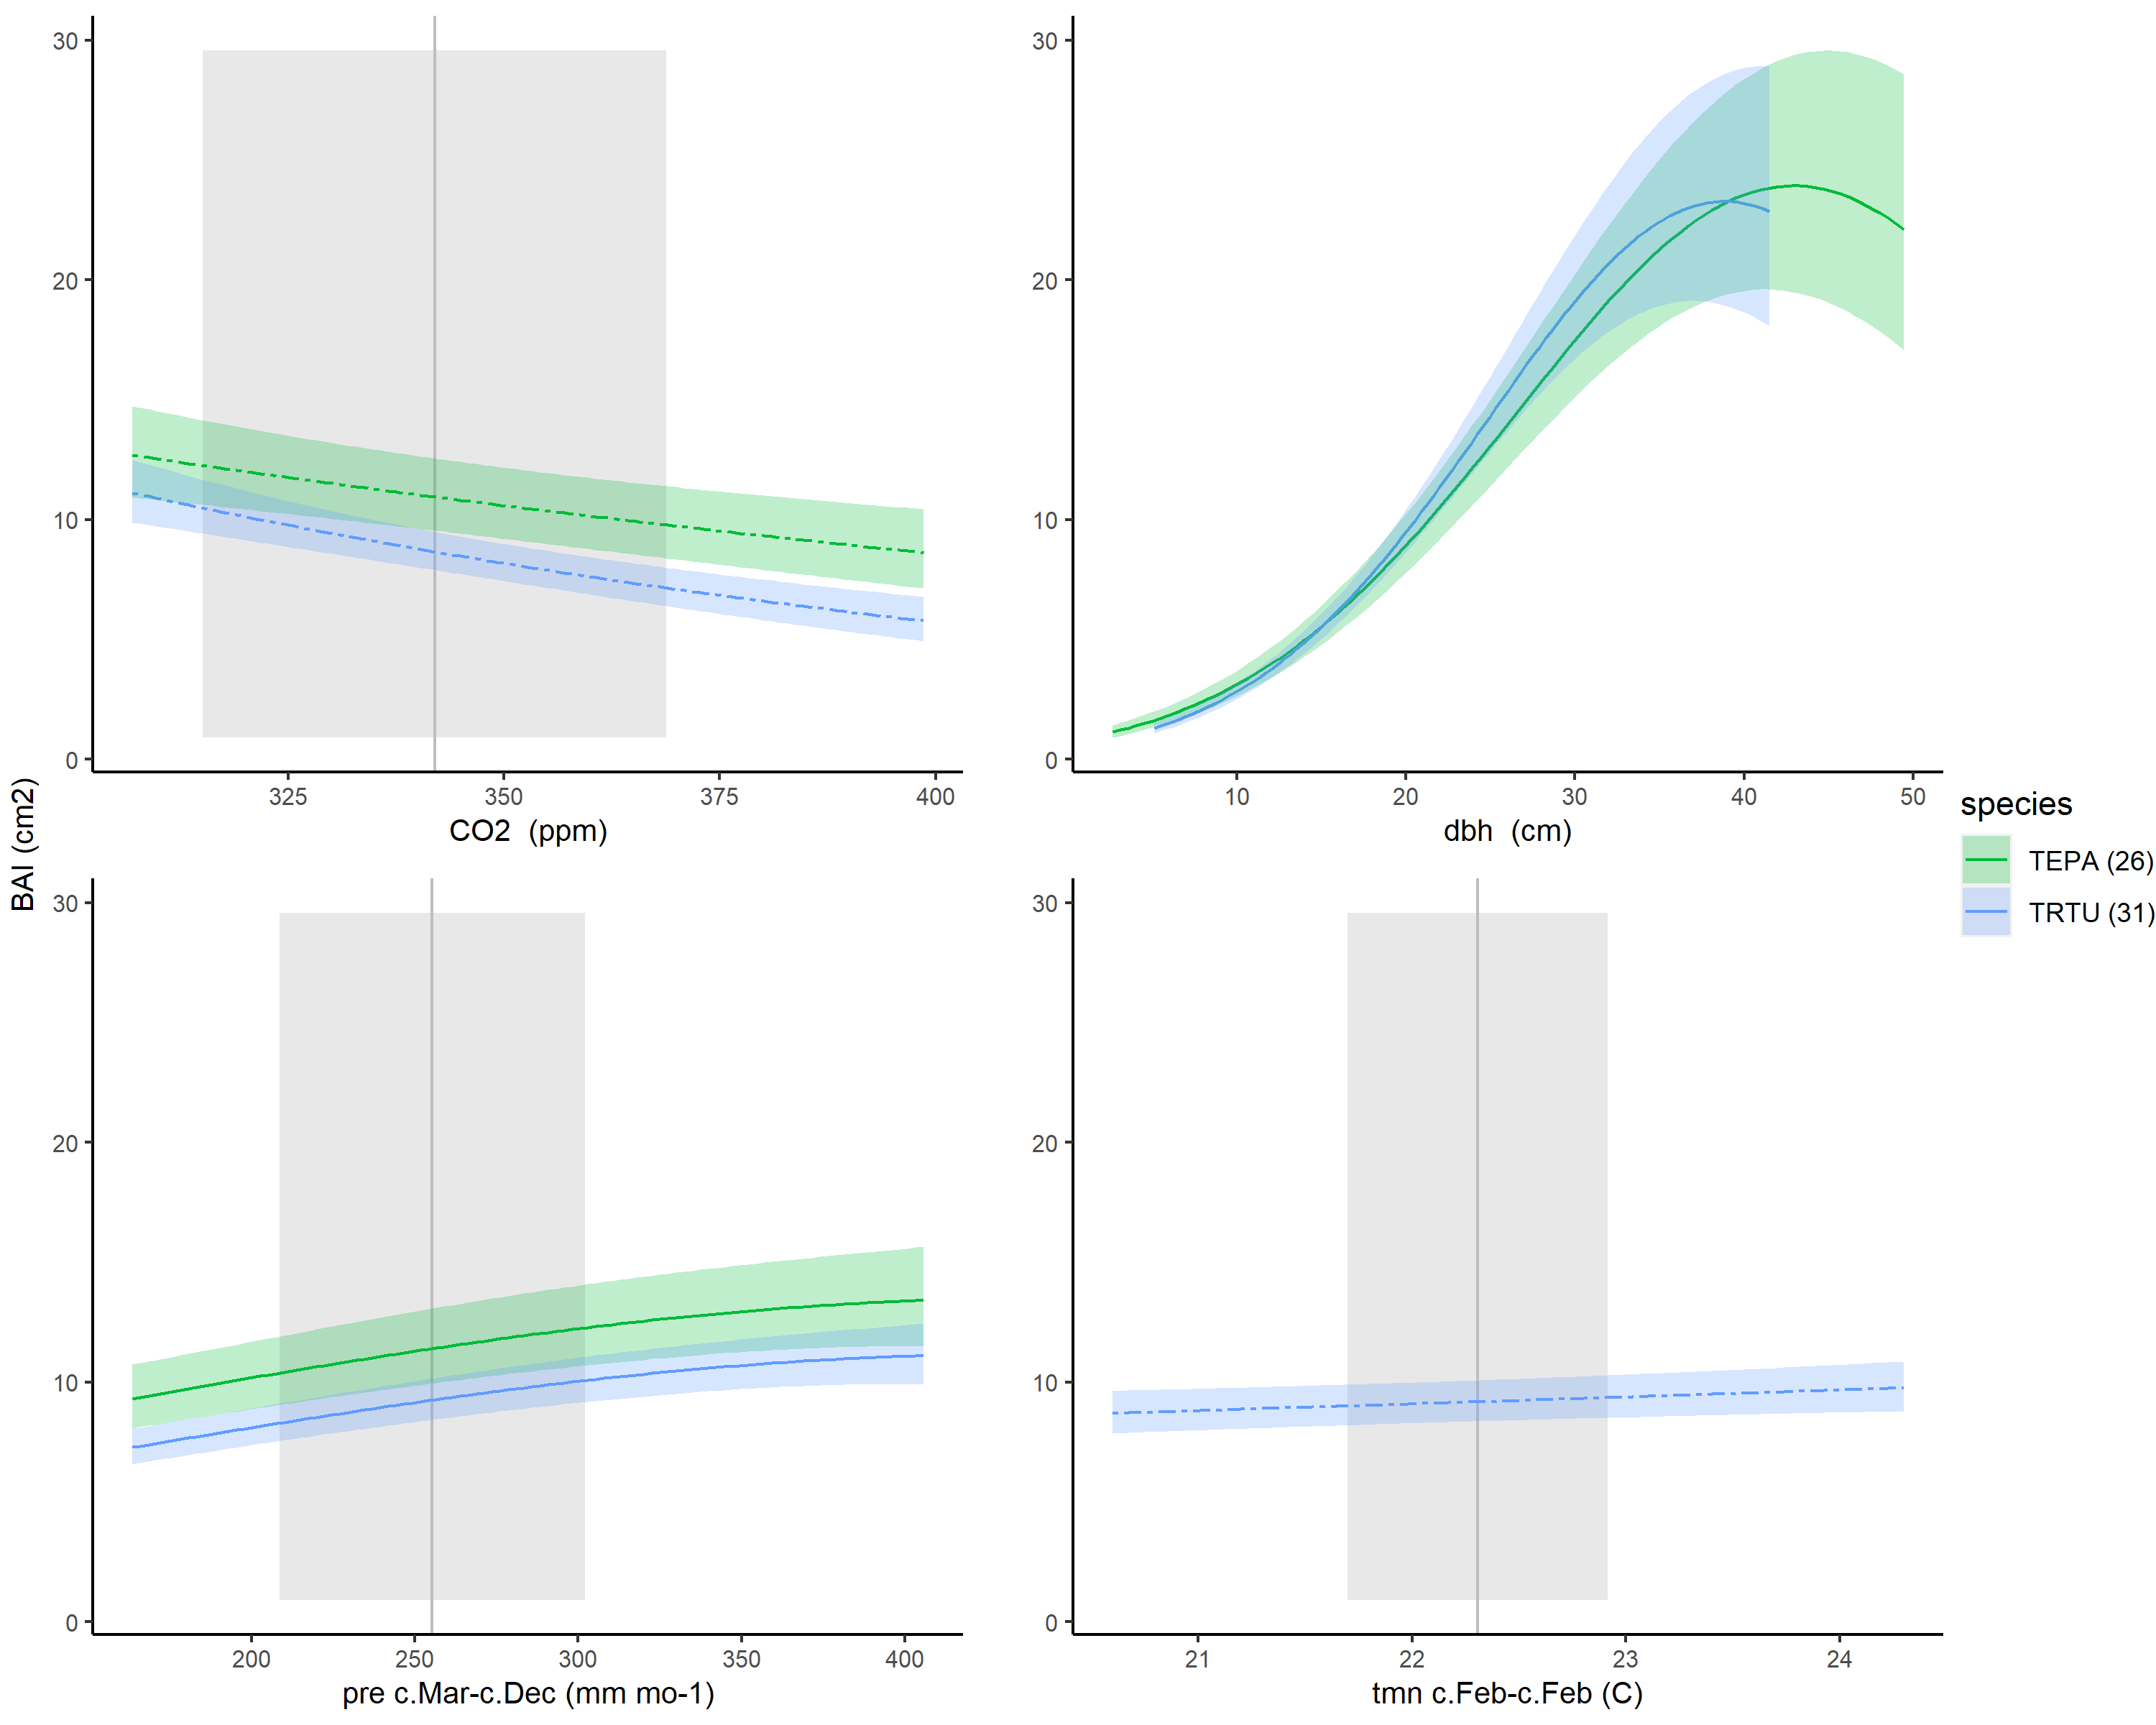 30
20
10
0
325 350 375 400
CO2 (ppm)
30
20
10
0
10 20 30 40 50
dbh (cm)
BAI (cm2)
30
20
10
0
200 250 300 350 400
pre c.Mar-c.Dec (mm mo-1)
30
20
10
0
21 22 23 24
tmn c.Feb-c.Feb (C)
species
TEPA (26)
TRTU (31)